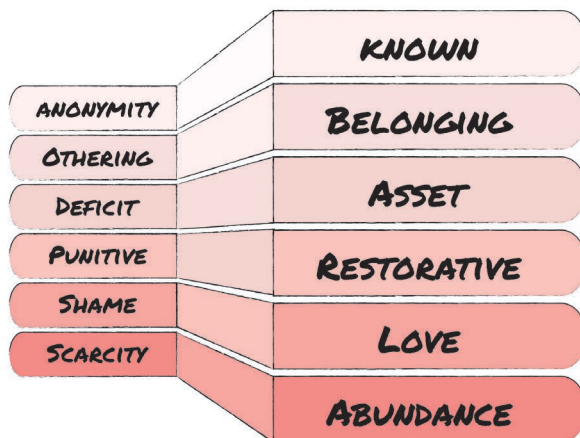 ANONYMITY
OTHERING
DEFICIT
PUNITIVE
SHAME
SCARCITY
KNOWN
BELONGING
ASSET
RESTORATIVE
LOVE
ABUNDANCE